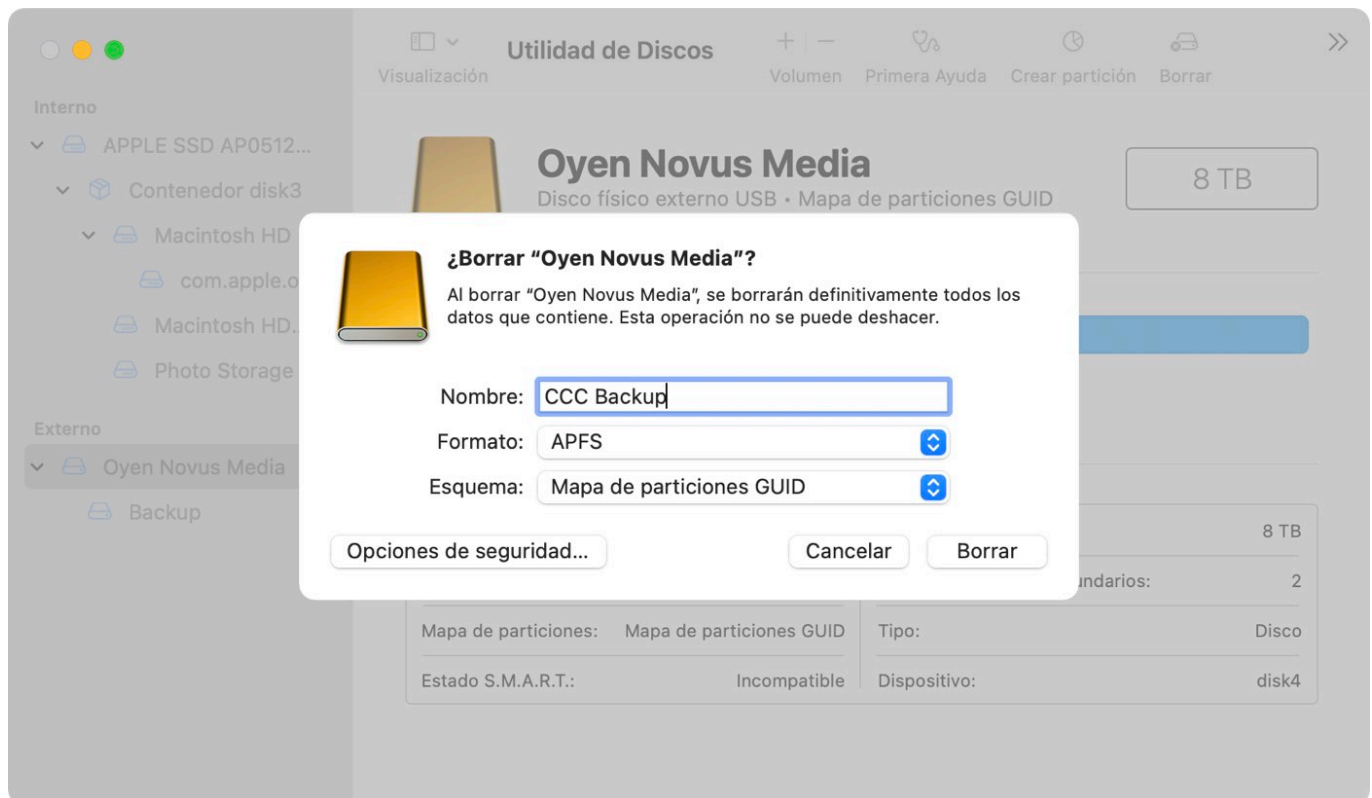 Utilidad de Discos
Visualización
Volumen
Primera Ayuda
Crear partición
Borrar
Interno
APPLE SSD AP0512...
Contenedor disk3
Macintosh HD
com.apple.o
Macintosh HD.
Photo Storage
Externo
Oyen Novus Media
Backup
Oyen Novus Media
Disco físico externo USB • Mapa de particiones GUID
8 TB
¿Borrar “Oyen Novus Media”?
Al borrar “Oyen Novus Media”, se borrarán definitivamente todos los
datos que contiene. Esta operación no se puede deshacer.
Nombre: CCC Backup
Formato: APFS
Esquema: Mapa de particiones GUID
Opciones de seguridad... Cancelar Borrar
8 TB
undarios: 2
Mapa de particiones: Mapa de particiones GUID Tipo: Disco
Estado S.M.A.R.T.: Incompatible Dispositivo: disk4